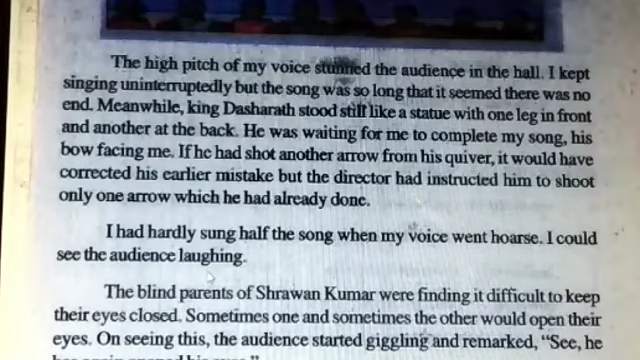 The high pitch of my voice stunned the audience in the hall. I kept
singing uninterruptedly but the song was so long that it seemed there was no
end. Meanwhile, king Dasharath stood still like a statue with one leg in front
and another at the back. He was waiting for me to complete my song, his
bow facing me. If he had shot another arrow from his quiver, it would have
corrected his earlier mistake but the director had instructed him to shoot
only one arrow which he had already done.
I had hardly sung half the song when my voice went hoarse. I could
see the audience laughing.
The blind parents of Shrawan Kumar were finding it difficult to keep
their eyes closed. Sometimes one and sometimes the other would open their
eyes. On seeing this, the audience started giggling and remarked, “See, he